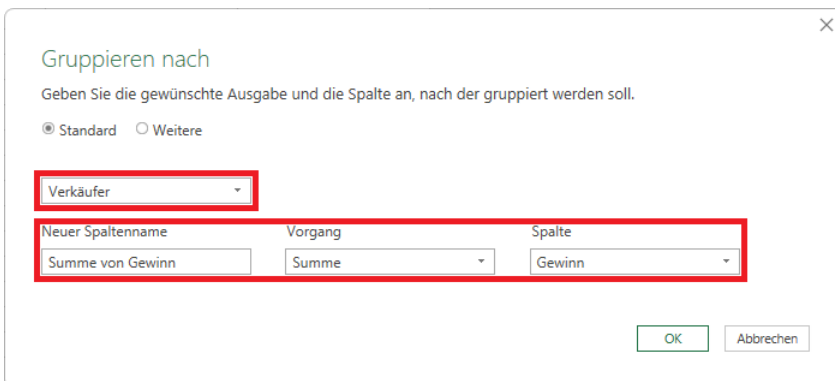 Gruppieren nach
Geben Sie die gewünschte Ausgabe und die Spalte an, nach der gruppiert werden soll.
Standard Weitere
Verkäufer
Neuer Spaltenname Vorgang Spalte
Summe von Gewinn Summe Gewinn
OK Abbrechen